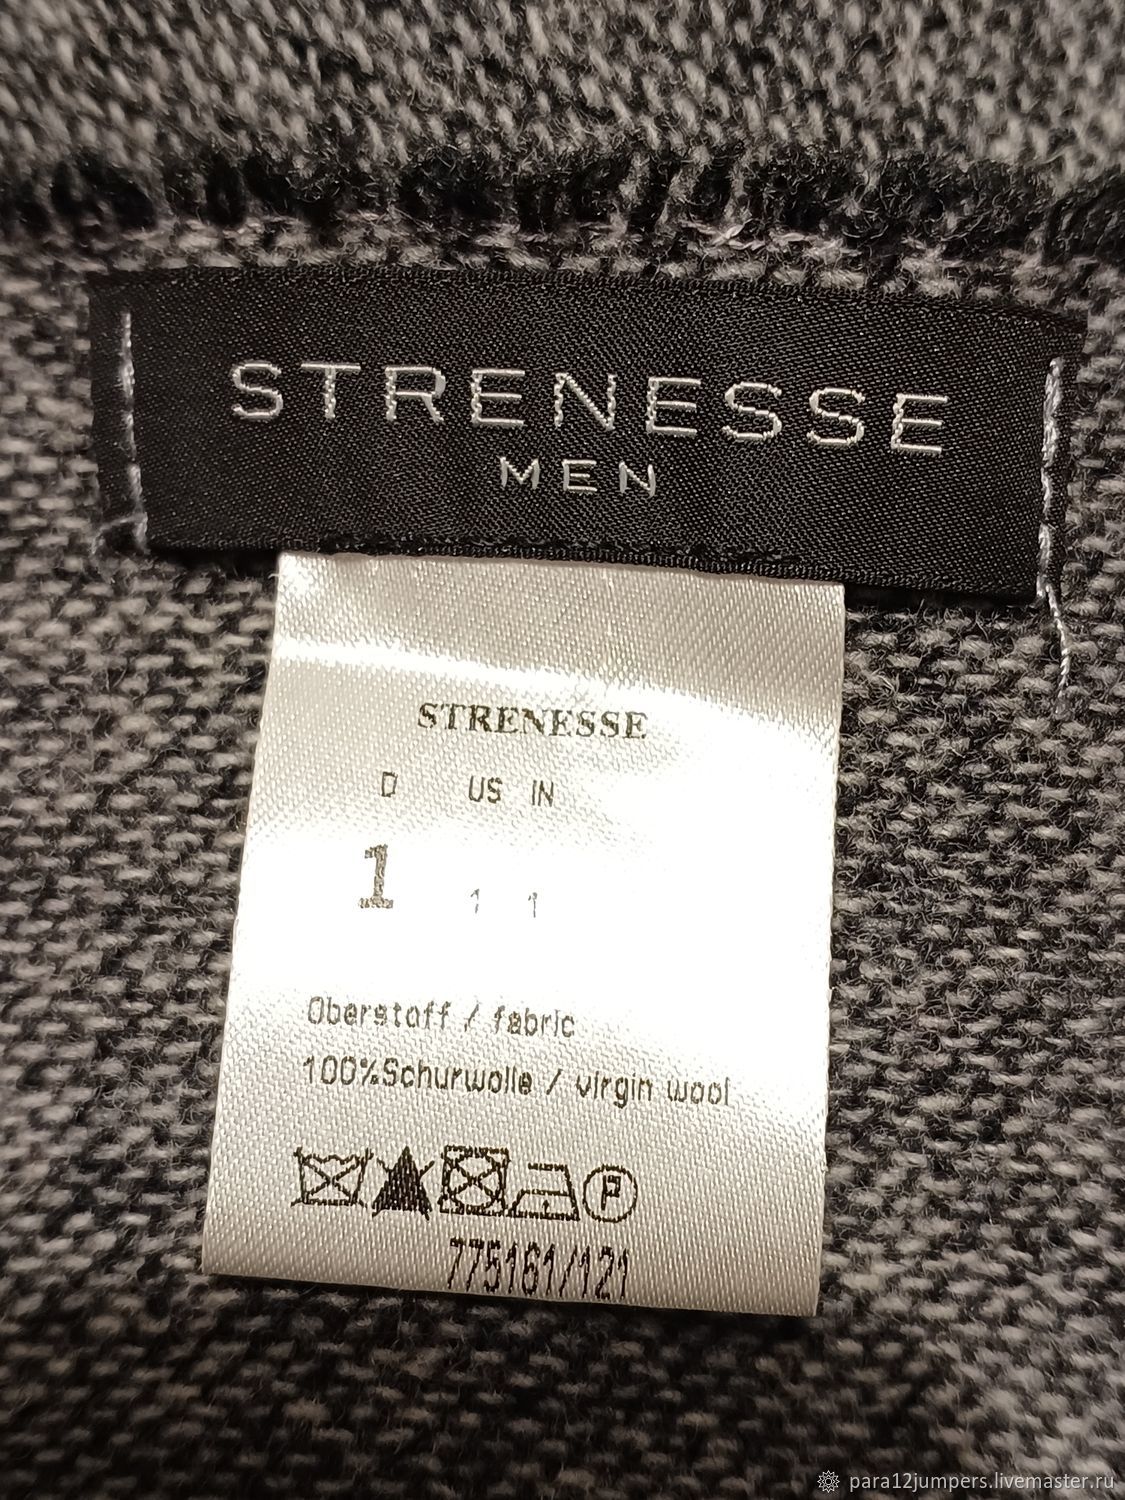 STRENESSE
MEN
STRENESSE
D US IN
1 1 1
Oberstoff / fabric
100%Schurwolle / virgin wool
P
775161/121
para12jumpers.livemaster.ru